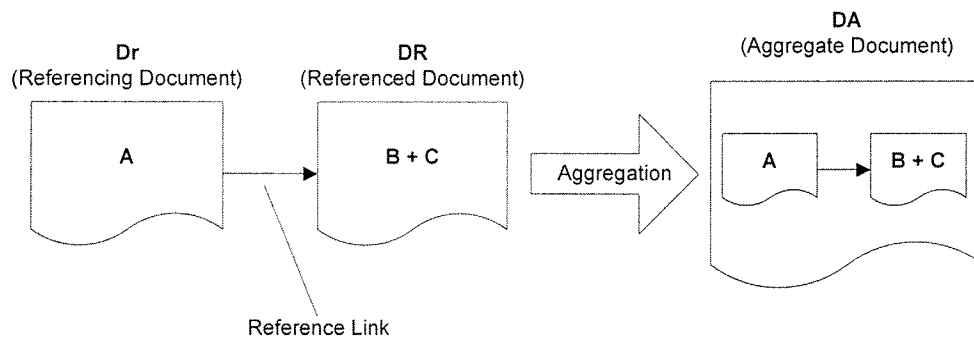 Dr
(Referencing Document)
DR
(Referenced Document)
DA
(Aggregate Document)
A
B + C
Aggregation
A
B + C
Reference Link